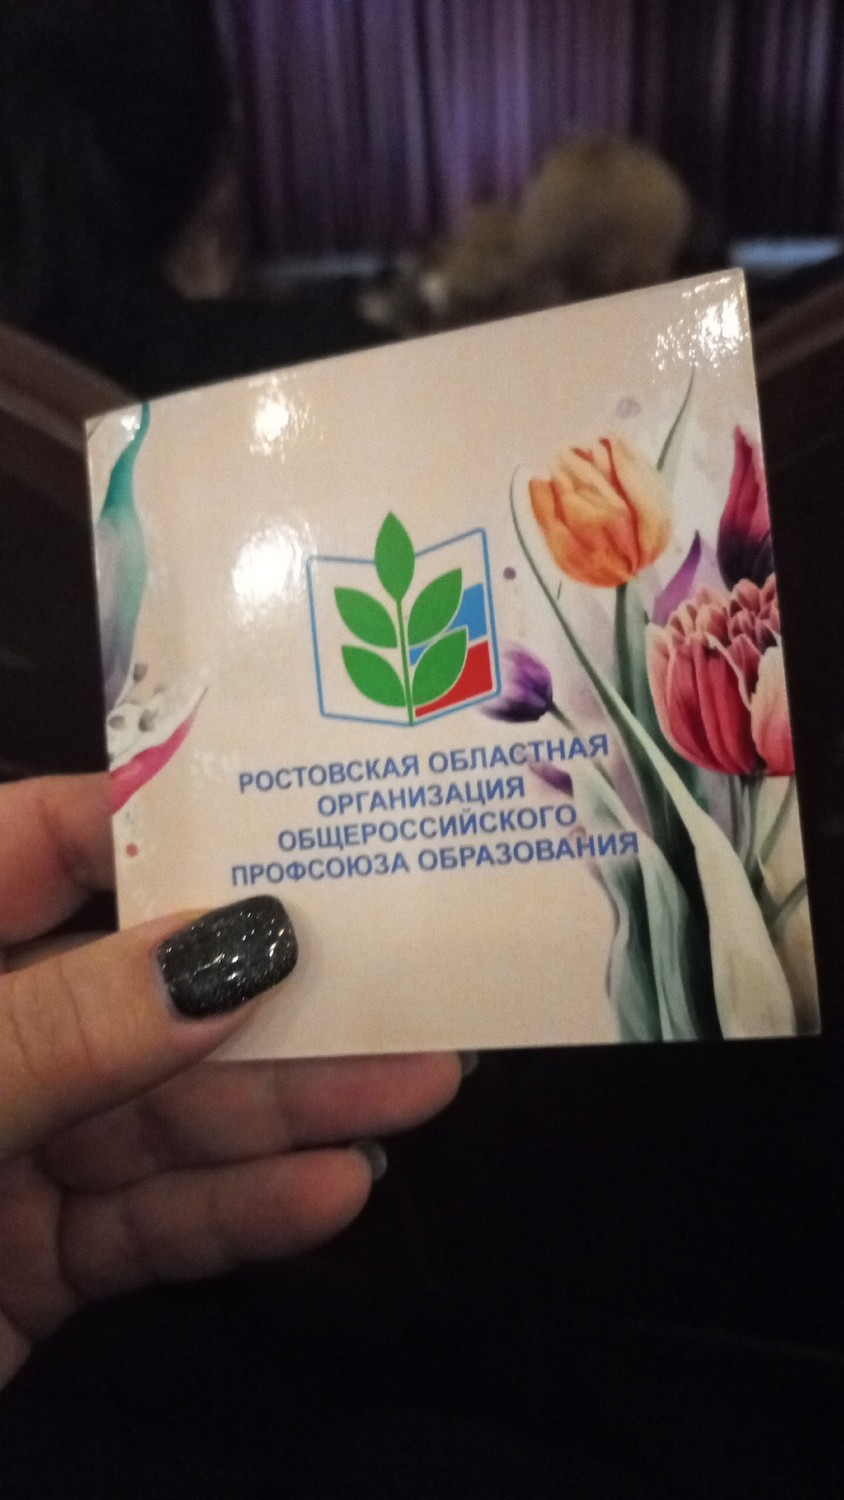 РОСТОВСКАЯ ОБЛАСТНАЯ
ОРГАНИЗАЦИЯ
ОБЩЕРОССИЙСКОГО
ПРОФСОЮЗА ОБРАЗОВАНИЯ